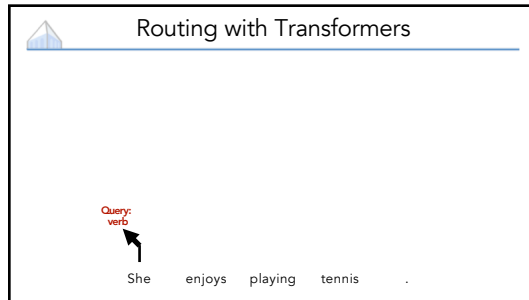 Routing with Transformers
Query:
verb
She enjoys playing tennis .